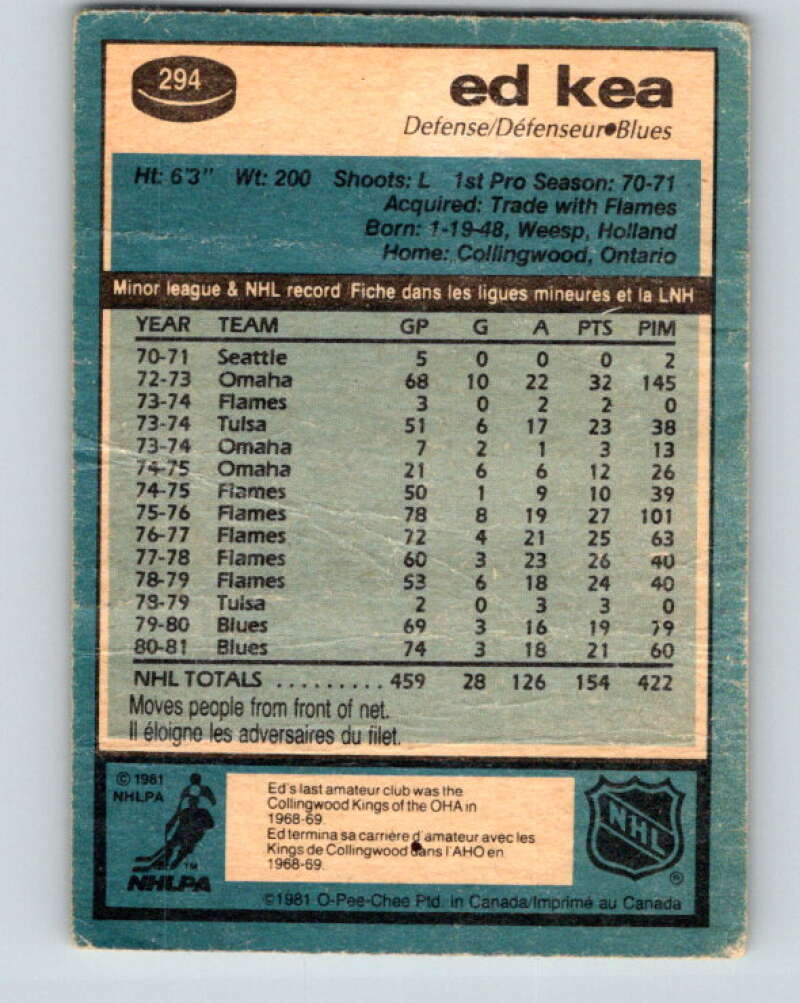 294
ed kea
Defense/Défenseur•Blues
Ht: 6'3" Wt: 200 Shoots: L 1st Pro Season: 70-71
Acquired: Trade with Flames
Born: 1-19-48, Weesp, Holland
Home: Collingwood, Ontario
Minor league & NHL record Fiche dans les ligues mineures et la LNH
YEAR TEAM GP G A PTS PIM
70-71 Seattle 5 0 0 0 2
72-73 Omaha 68 10 22 32 145
73-74 Flames 3 0 2 2 0
73-74 Tulsa 51 6 17 23 38
73-74 Omaha 7 2 1 3 13
74-75 Omaha 21 6 6 12 26
74-75 Flames 50 1 9 10 39
75-76 Flames 78 8 19 27 101
76-77 Flames 72 4 21 25 63
77-78 Flames 60 3 23 26 40
78-79 Flames 53 6 18 24 40
78-79 Tulsa 2 0 3 3 0
79-80 Blues 69 3 16 19 79
80-81 Blues 74 3 18 21 60
NHL TOTALS .......... 459 28 126 154 422
Moves people from front of net.
Il éloigne les adversaires du filet.
© 1981
NHLPA
TM
NHLPA
Ed's last amateur club was the
Collingwood Kings of the OHA in
1968-69.
Ed termina sa carrière d'amateur avec les
Kings de Collingwood dans l'AHO en
1968-69.
NHL
®
©1981 O-Pee-Chee Ptd. in Canada/Imprimé au Canada